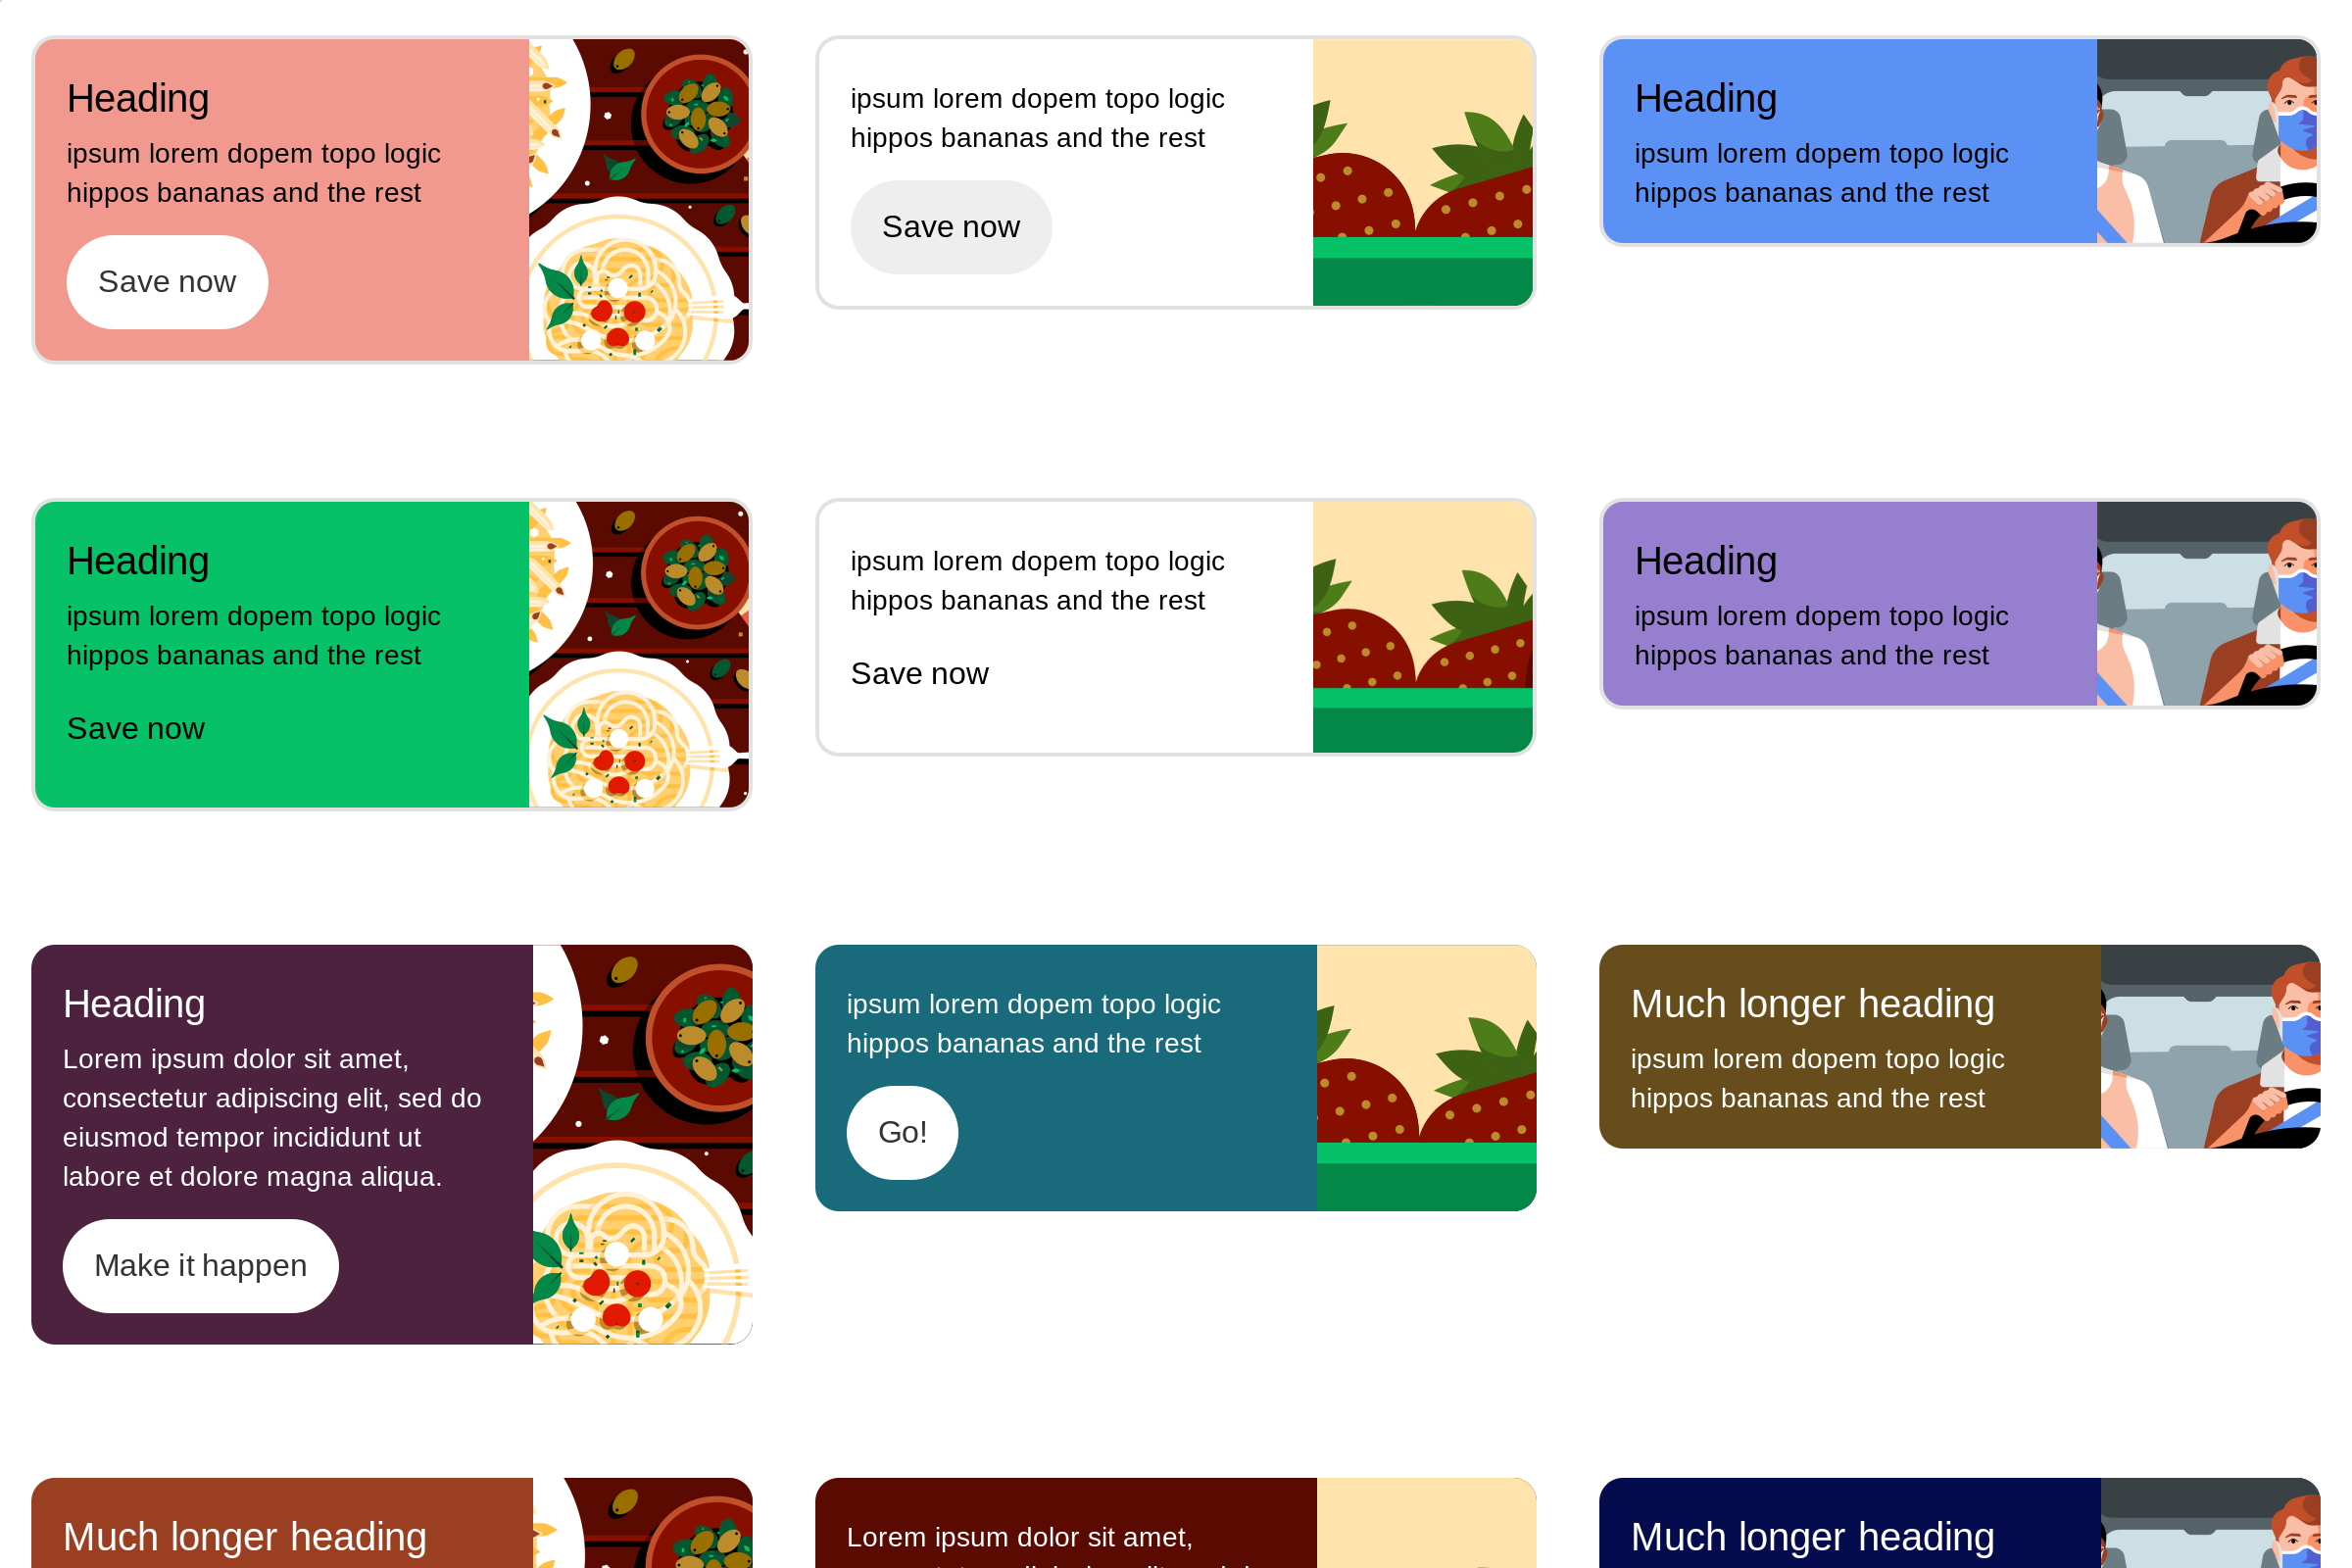 Heading
ipsum lorem dopem topo logic
hippos bananas and the rest
Save now
ipsum lorem dopem topo logic
hippos bananas and the rest
Save now
Heading
ipsum lorem dopem topo logic
hippos bananas and the rest
Heading
ipsum lorem dopem topo logic
hippos bananas and the rest
Save now
ipsum lorem dopem topo logic
hippos bananas and the rest
Save now
Heading
ipsum lorem dopem topo logic
hippos bananas and the rest
Heading
Lorem ipsum dolor sit amet,
consectetur adipiscing elit, sed do
eiusmod tempor incididunt ut
labore et dolore magna aliqua.
Make it happen
ipsum lorem dopem topo logic
hippos bananas and the rest
Go!
Much longer heading
ipsum lorem dopem topo logic
hippos bananas and the rest
Much longer heading
Lorem ipsum dolor sit amet,
Much longer heading